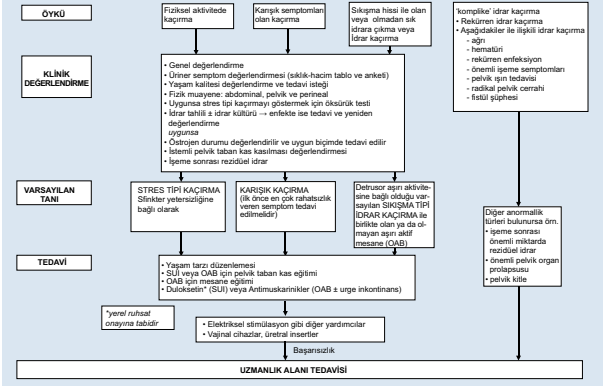 ÖYKÜ
Fiziksel aktivitede
kaçırma
Karışık semptomları
olan kaçırma
Sıkışma hissi ile olan
veya olmadan sık
idrara çıkma veya
İdrar kaçırma
'komplike' idrar kaçırma
• Rekürren idrar kaçırma
• Aşağıdakiler ile ilişkili idrar kaçırma
- ağrı
- hematüri
- rekürren enfeksiyon
- önemli işeme semptomları
- pelvik ışın tedavisi
- radikal pelvik cerrahi
- fistül şüphesi
KLİNİK
DEĞERLENDİRME
• Genel değerlendirme
• Üriner semptom değerlendirmesi (sıklık-hacim tablo ve anketi)
• Yaşam kalitesi değerlendirme ve tedavi isteği
• Fizik muayene: abdominal, pelvik ve perineal
• Uygunsa stres tipi kaçırmayı göstermek için öksürük testi
• İdrar tahlili ± idrar kültürü → enfekte ise tedavi ve yeniden
değerlendirme
uygunsa
• Östrojen durumu değerlendirilir ve uygun biçimde tedavi edilir
• İstemli pelvik taban kas kasılması değerlendirmesi
• İşeme sonrası rezidüel idrar
VARSAYILAN
TANI
STRES TİPİ KAÇIRMA
Sfinkter yetersizliğine
bağlı olarak
KARIŞIK KAÇIRMA
(ilk önce en çok rahatsızlık
veren semptom tedavi
edilmelidir)
Detrusor aşırı aktivite-
sine bağlı olduğu var-
sayılan SIKIŞMA TİPİ
İDRAR KAÇIRMA ile
birlikte olan ya da ol-
mayan aşırı aktif
mesane (OAB)
Diğer anormallik
türleri bulunursa örn.
• işeme sonrası
önemli miktarda
rezidüel idrar
• önemli pelvik organ
prolapsusu
• pelvik kitle
TEDAVİ
• Yaşam tarzı düzenlemesi
• SUI veya OAB için pelvik taban kas eğitimi
• OAB için mesane eğitimi
• Duloksetin* (SUI) veya Antimuskarinikler (OAB ± urge inkontinans)
*yerel ruhsat
onayına tabidir
• Elektriksel stimülasyon gibi diğer yardımcılar
• Vajinal cihazlar, üretral insertler
Başarısızlık
UZMANLIK ALANI TEDAVİSİ